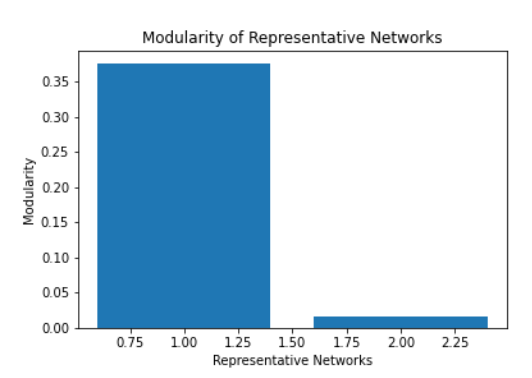 Modularity of Representative Networks
Modularity
0.35
0.30
0.25
0.20
0.15
0.10
0.05
0.00
0.75 1.00 1.25 1.50 1.75 2.00 2.25
Representative Networks